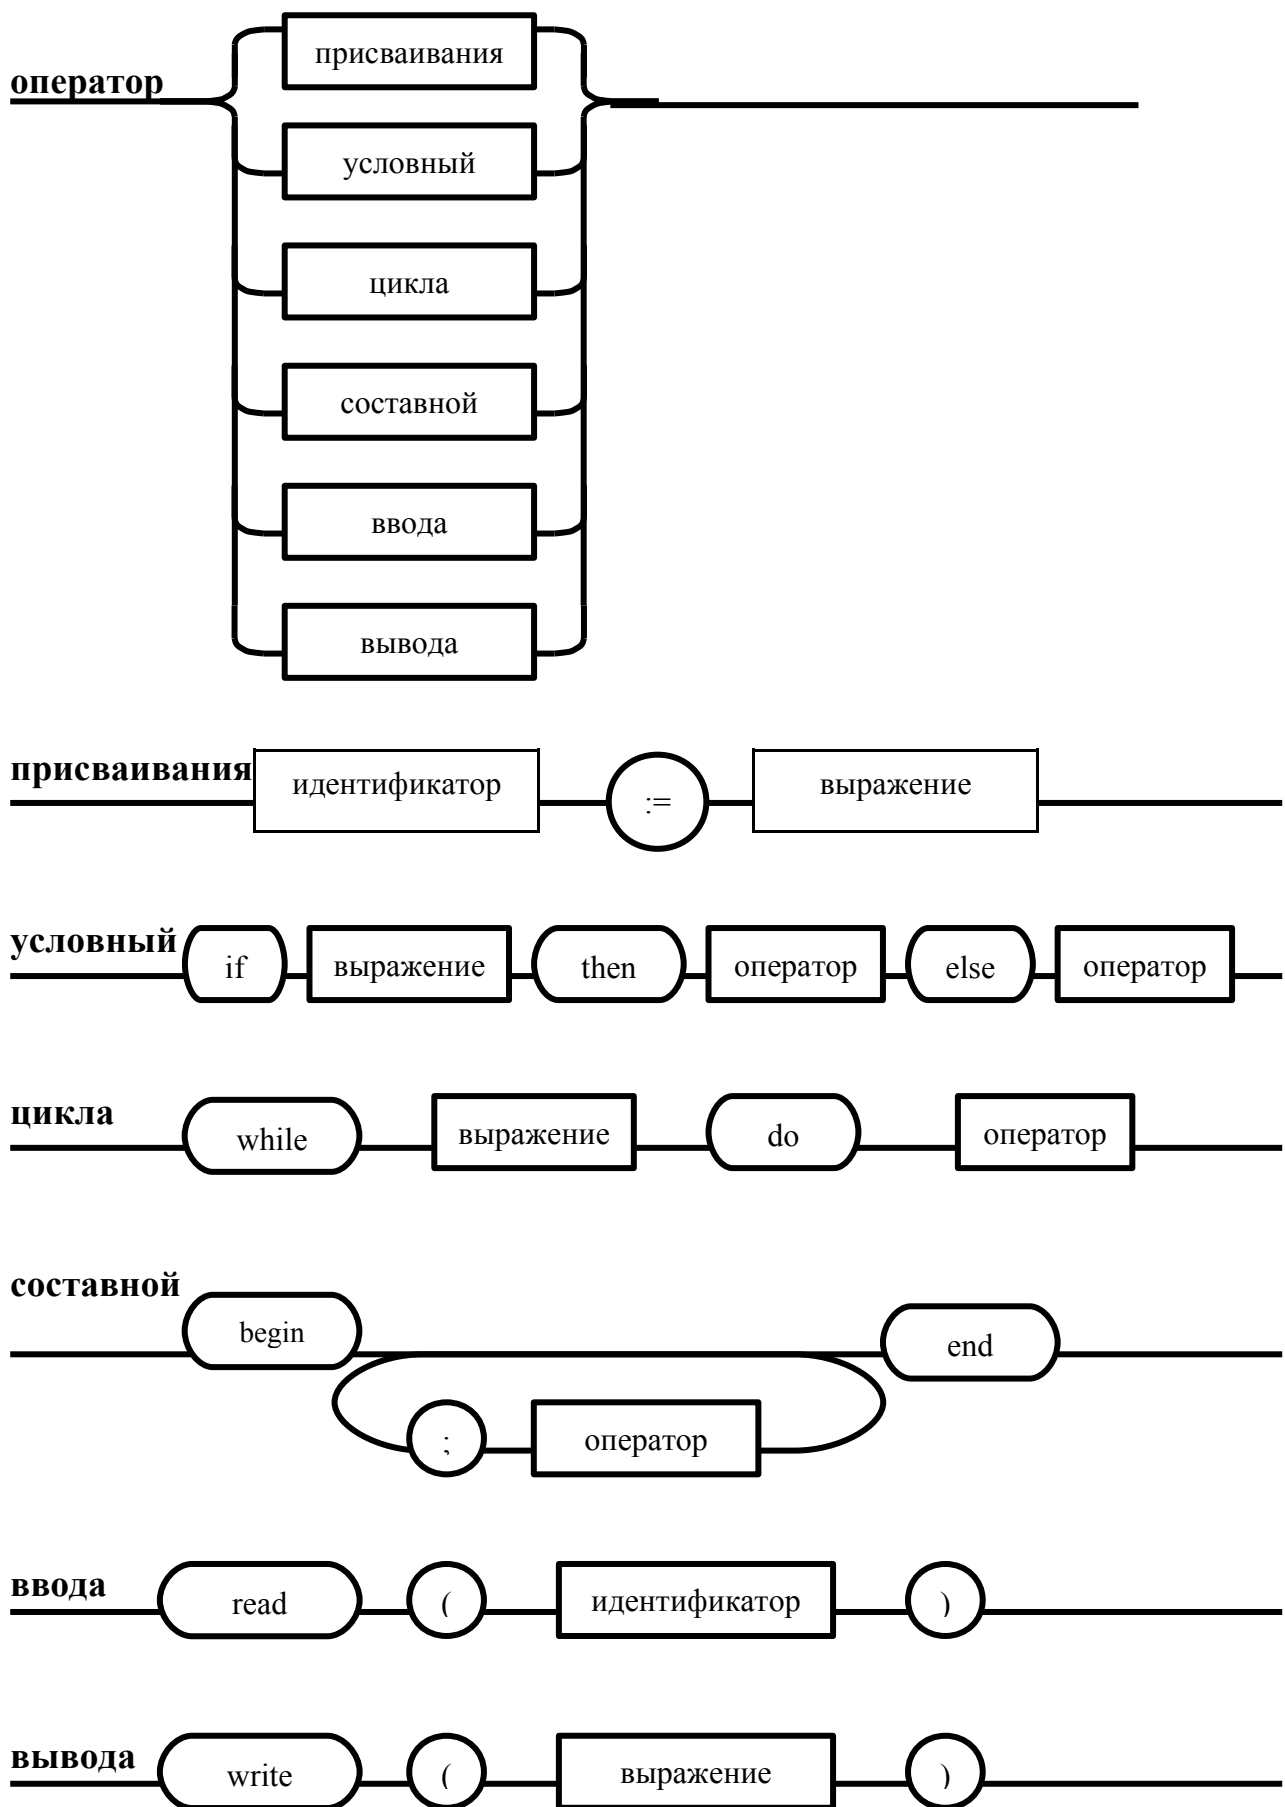 присваивания
оператор
условный
цикла
составной
ввода
вывода
присваивания идентификатор := выражение
условный if выражение then оператор else оператор
цикла while выражение do оператор
составной
begin end
; оператор
ввода read ( идентификатор )
вывода write ( выражение )